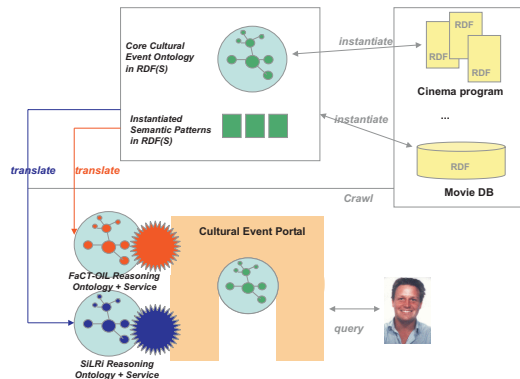 Core Cultural
Event Ontology
in RDF(S)
instantiate
RDF
RDF
RDF
Cinema program
...
Instantiated
Semantic Patterns
in RDF(S)
instantiate
RDF
Movie DB
translate
translate
Crawl
Cultural Event Portal
FaCT-OIL Reasoning
Ontology + Service
query
SiLRi Reasoning
Ontology + Service